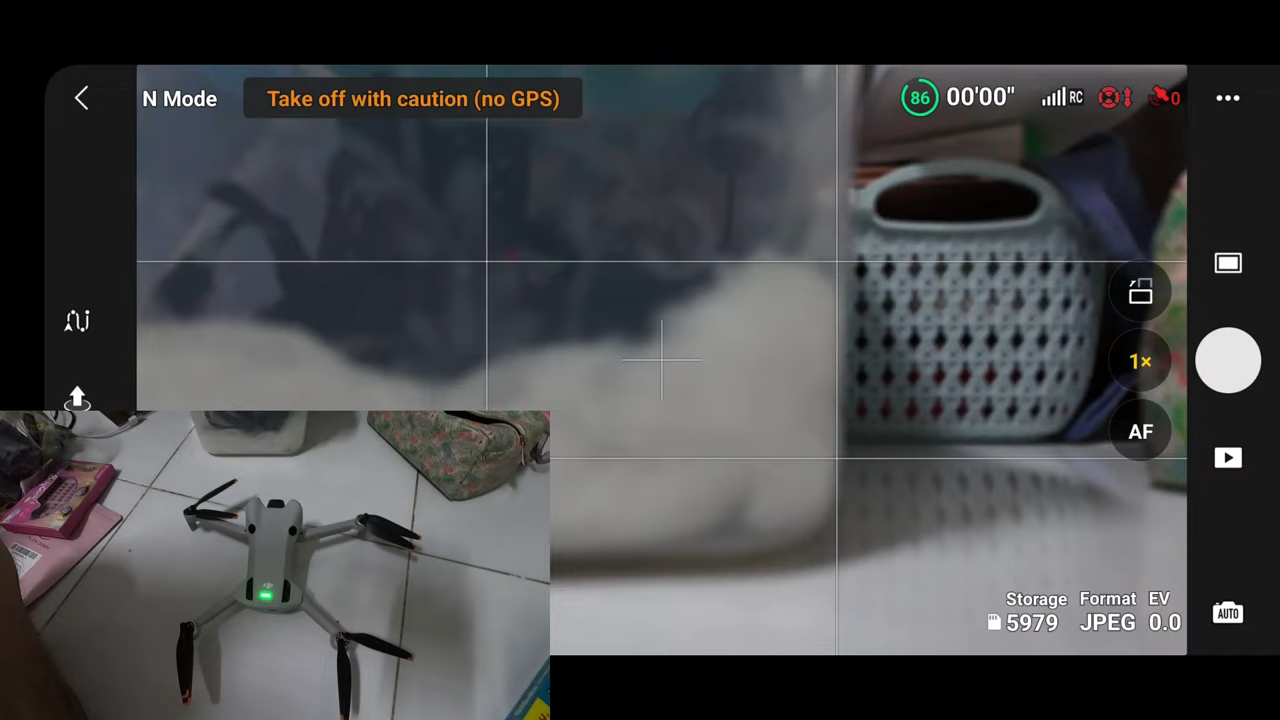 N Mode
Take off with caution (no GPS)
86
00'00"
RC
0
1×
AF
Storage Format EV
5979 JPEG 0.0
AUTO